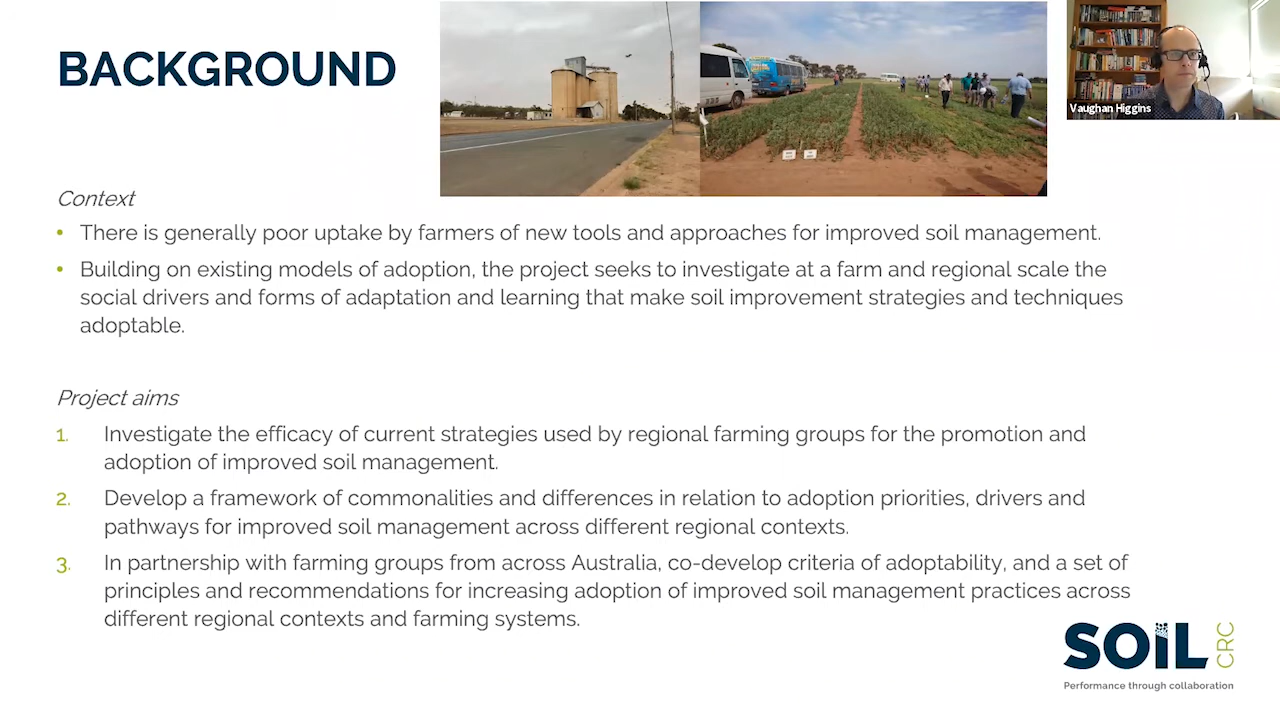 BACKGROUND
Vaughan Higgins
Context
• There is generally poor uptake by farmers of new tools and approaches for improved soil management.
• Building on existing models of adoption, the project seeks to investigate at a farm and regional scale the
social drivers and forms of adaptation and learning that make soil improvement strategies and techniques
adoptable.
Project aims
1. Investigate the efficacy of current strategies used by regional farming groups for the promotion and
adoption of improved soil management.
2. Develop a framework of commonalities and differences in relation to adoption priorities, drivers and
pathways for improved soil management across different regional contexts.
3. In partnership with farming groups from across Australia, co-develop criteria of adoptability, and a set of
principles and recommendations for increasing adoption of improved soil management practices across
different regional contexts and farming systems.
SOIL CRC
Performance through collaboration